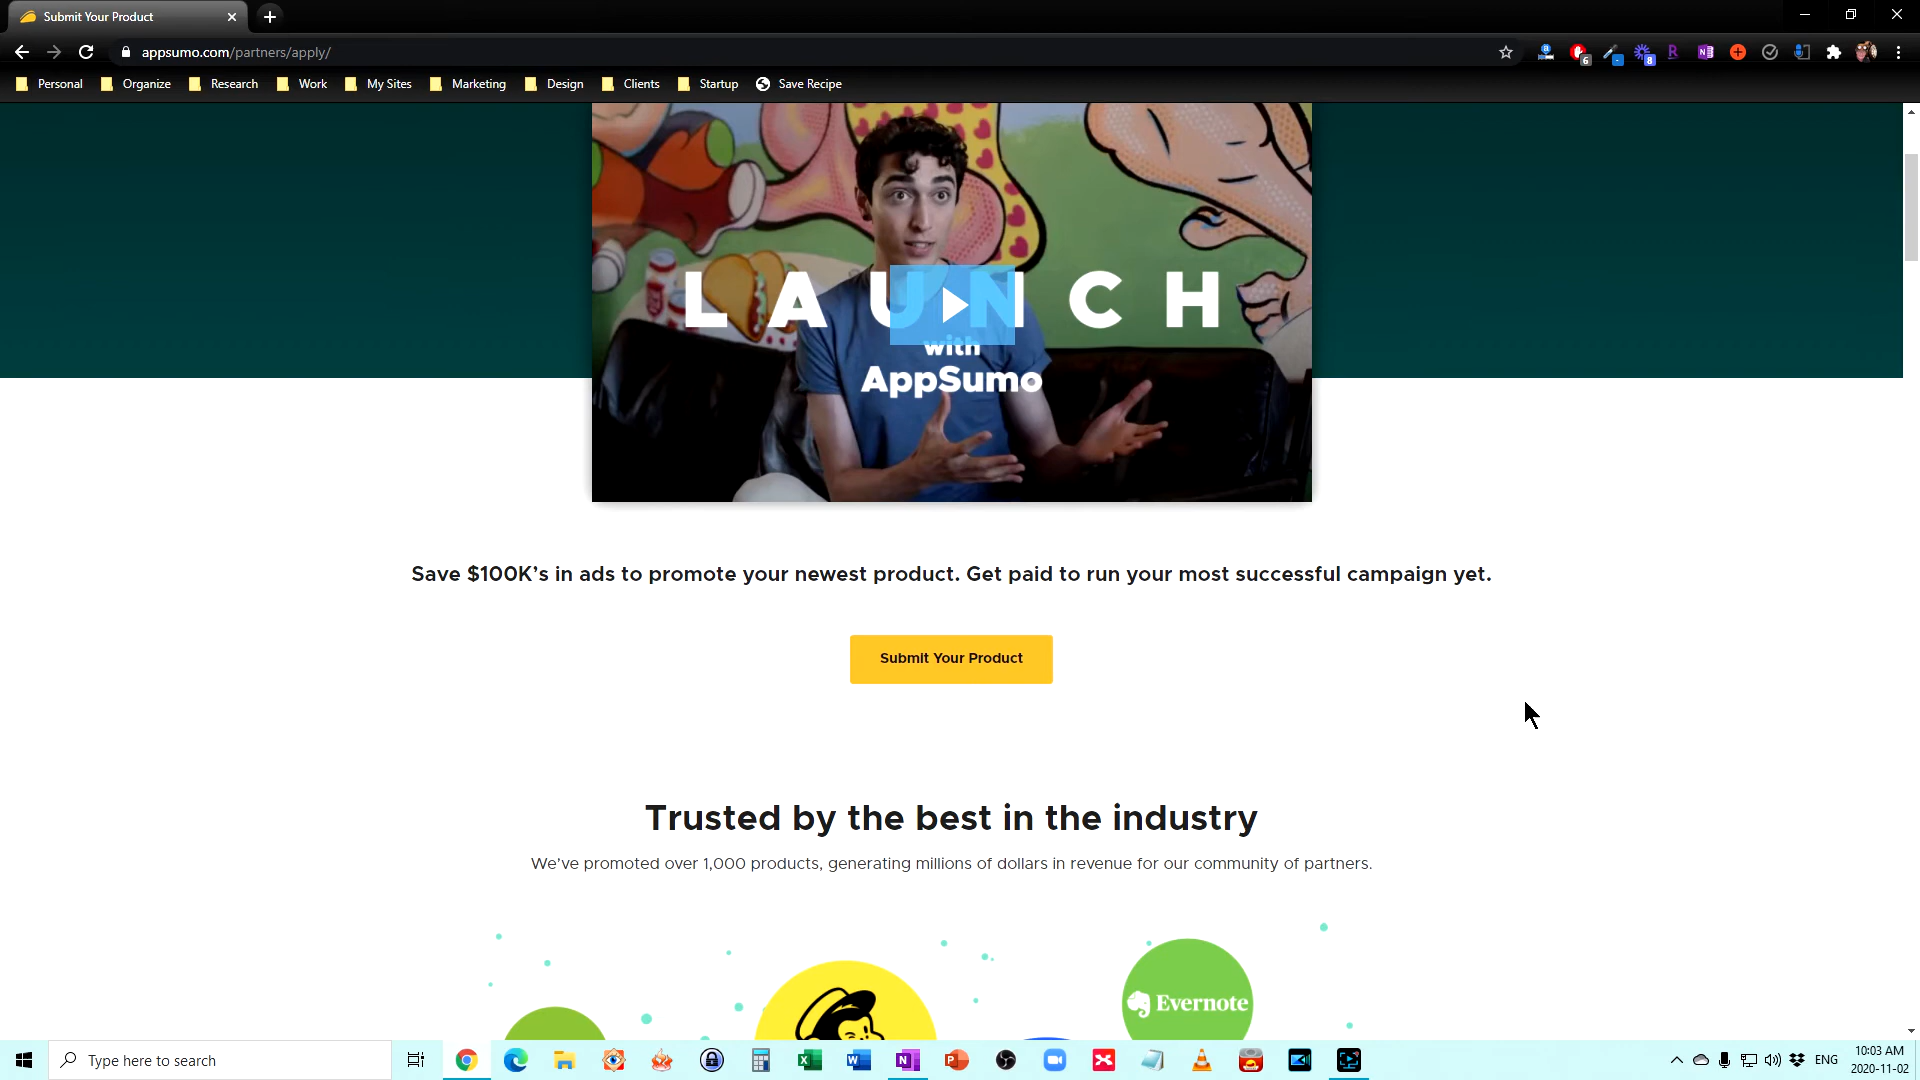 Submit Your Product
appsumo.com/partners/apply/
6
8
Personal
Organize
Research
Work
My Sites
Marketing
Design
Clients
Startup
Save Recipe
LAUNCH
with
AppSumo
Save $100K’s in ads to promote your newest product. Get paid to run your most successful campaign yet.
Submit Your Product
Trusted by the best in the industry
We’ve promoted over 1,000 products, generating millions of dollars in revenue for our community of partners.
Evernote
Type here to search
ENG
10:03 AM
2020-11-02